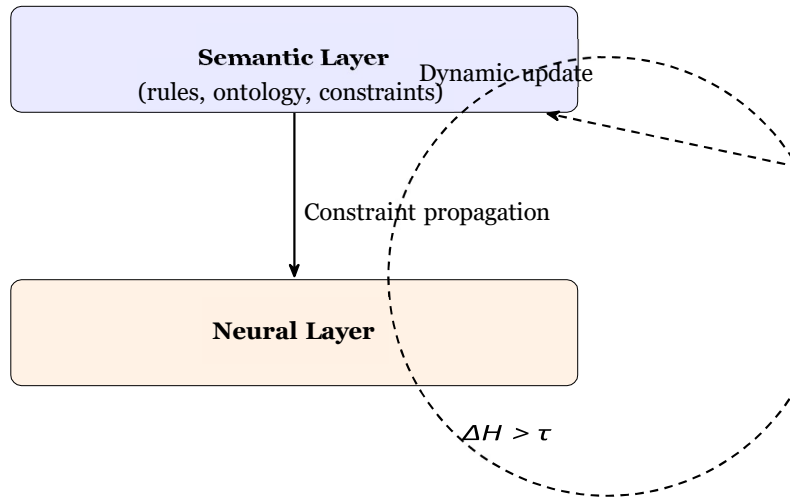 Semantic Layer
Dynamic update
(rules, ontology, constraints)
Constraint propagation
Neural Layer
ΔH > τ